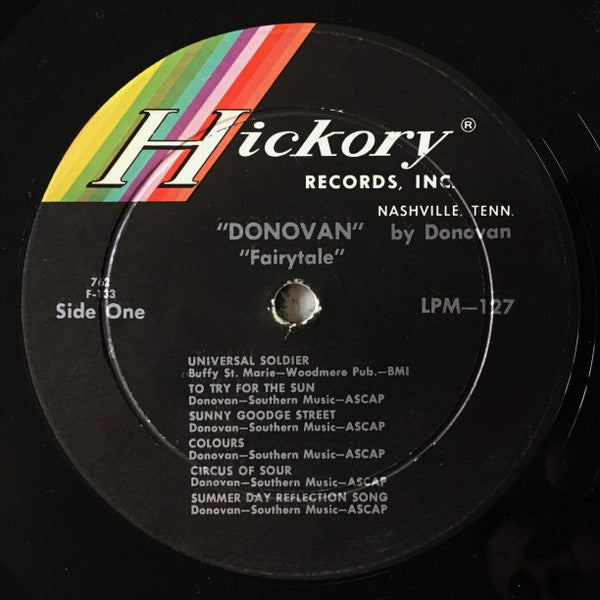 Hickory ®
RECORDS, INC.
NASHVILLE, TENN.
"DONOVAN" by Donovan
"Fairytale"
762
F-133
Side One
LPM—127
UNIVERSAL SOLDIER
Buffy St. Marie—Woodmere Pub.—BMI
TO TRY FOR THE SUN
Donovan—Southern Music—ASCAP
SUNNY GOODGE STREET
Donovan—Southern Music—ASCAP
COLOURS
Donovan—Southern Music—ASCAP
CIRCUS OF SOUR
Donovan—Southern Music—ASCAP
SUMMER DAY REFLECTION SONG
Donovan—Southern Music—ASCAP